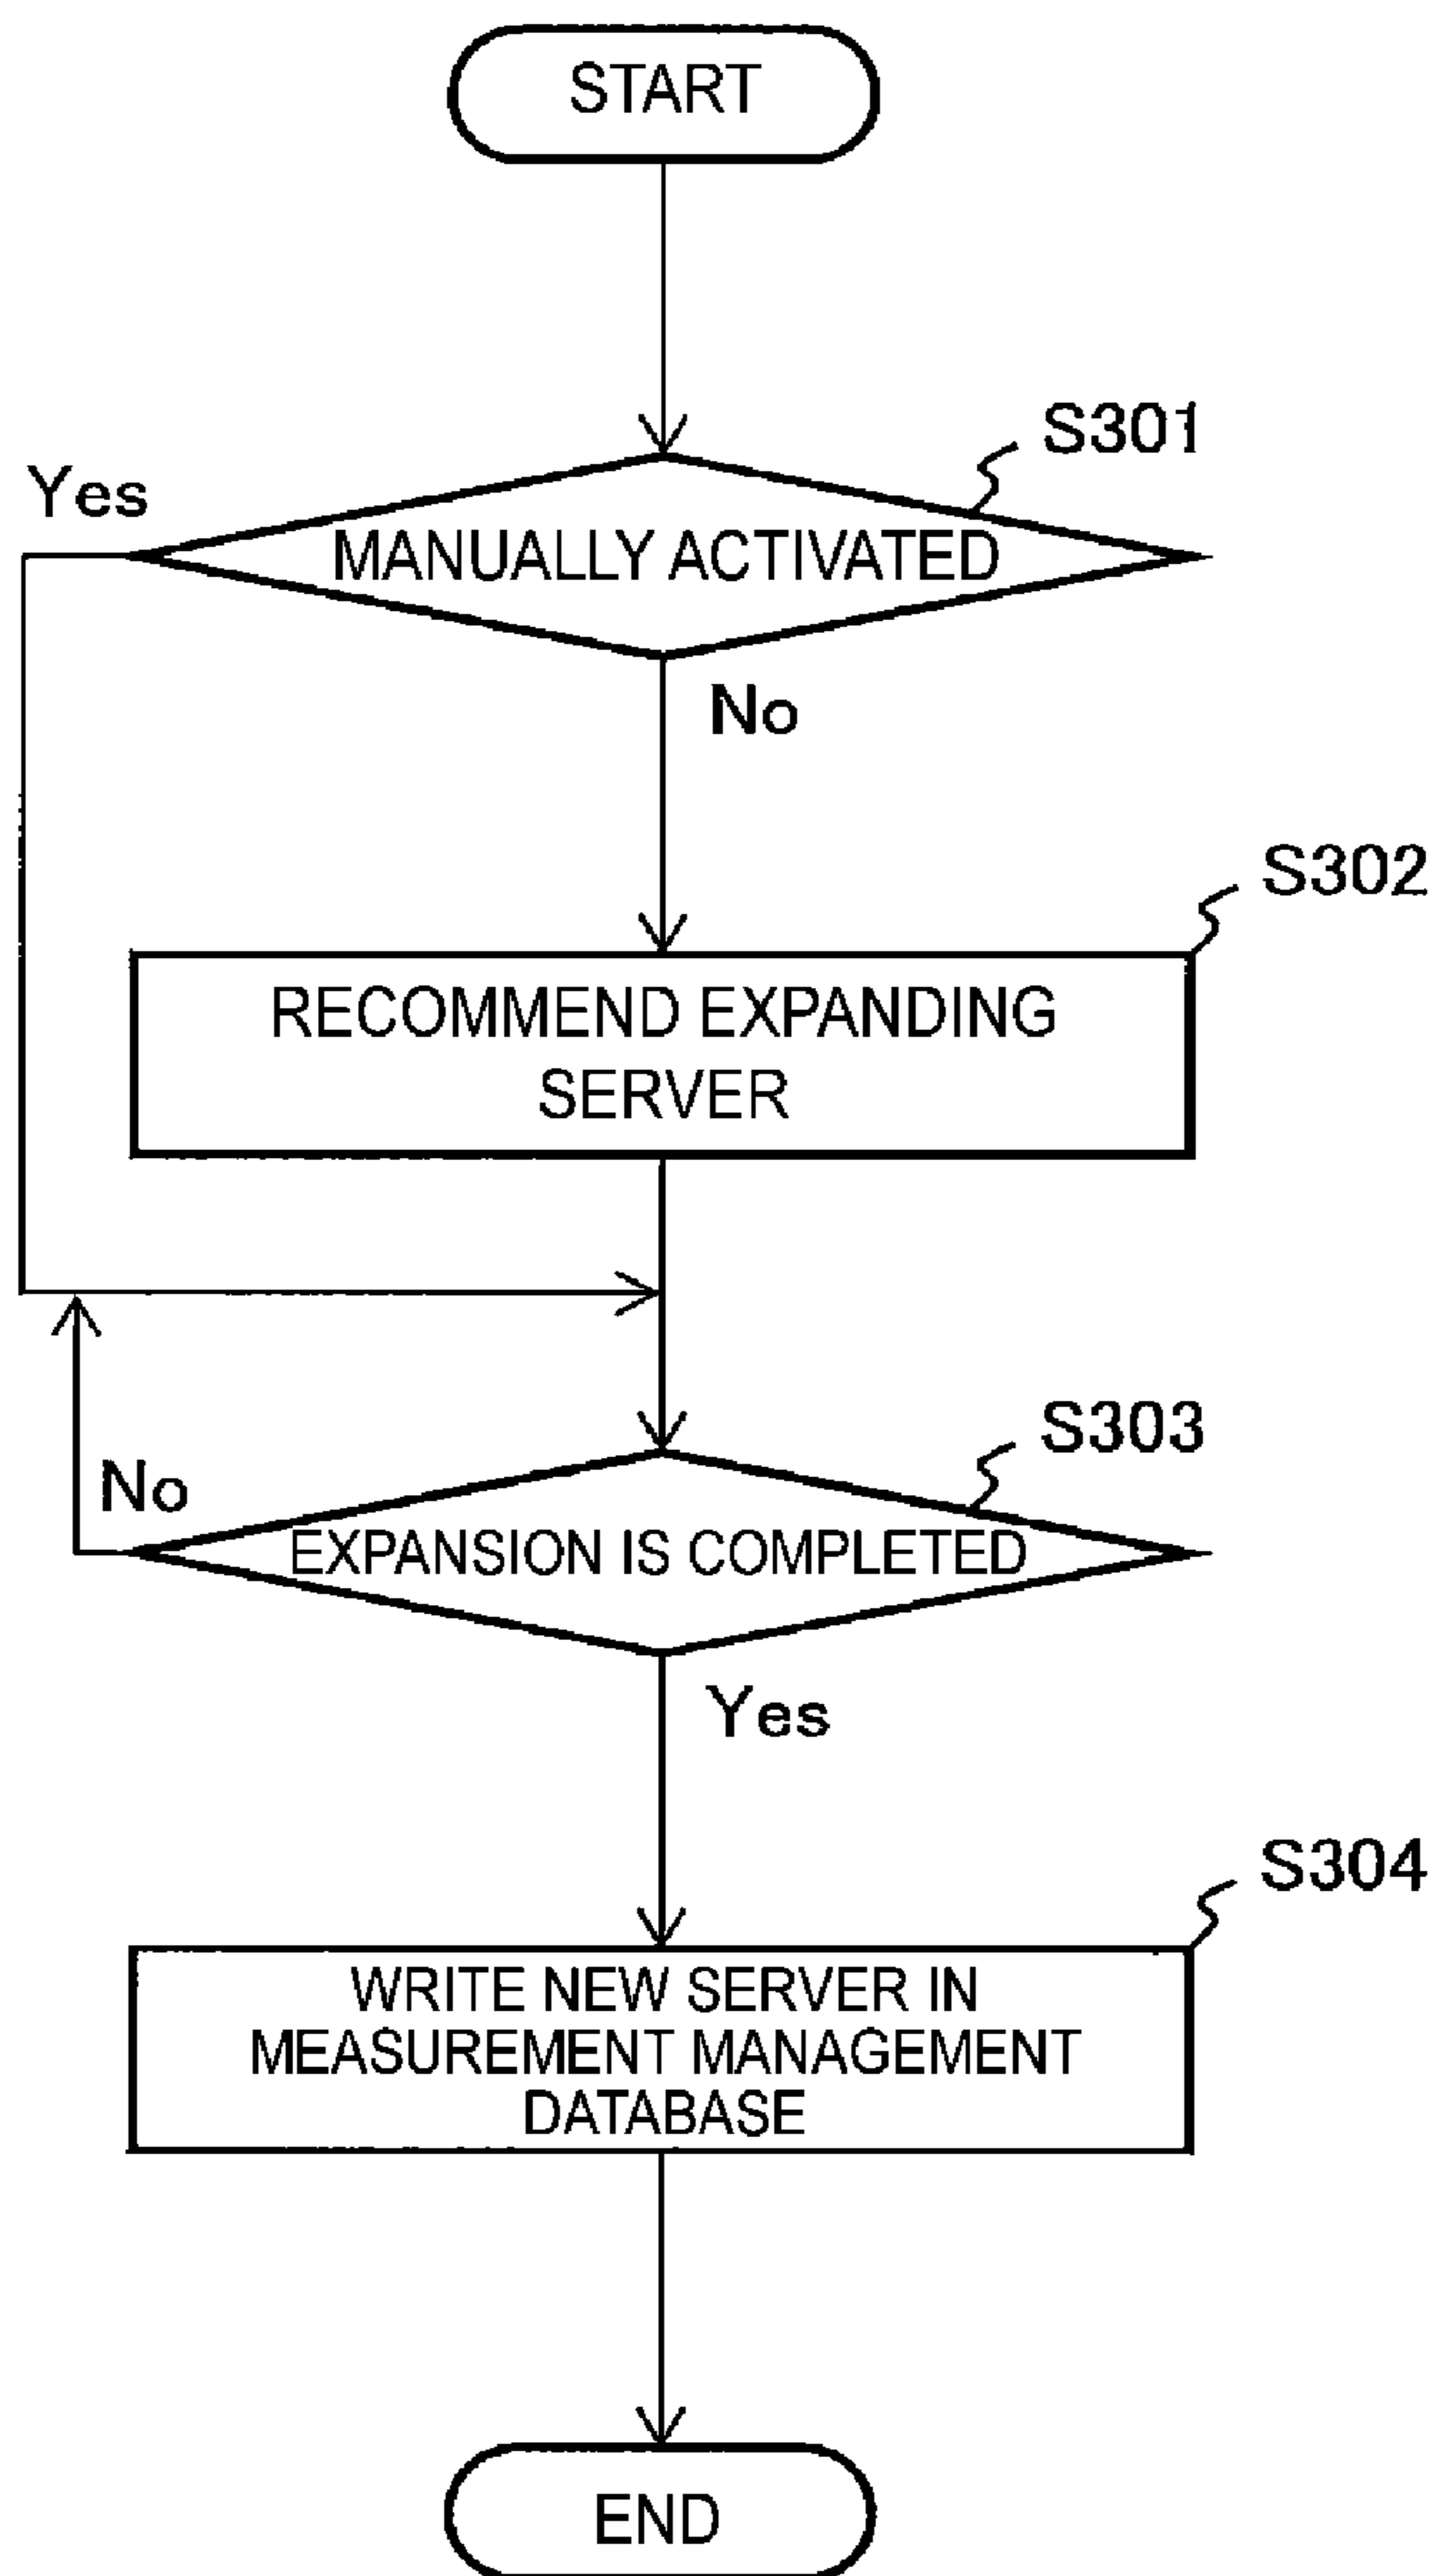 START
S301
Yes
MANUALLY ACTIVATED
No
S302
RECOMMEND EXPANDING
SERVER
S303
No
EXPANSION IS COMPLETED
Yes
S304
WRITE NEW SERVER IN
MEASUREMENT MANAGEMENT
DATABASE
END